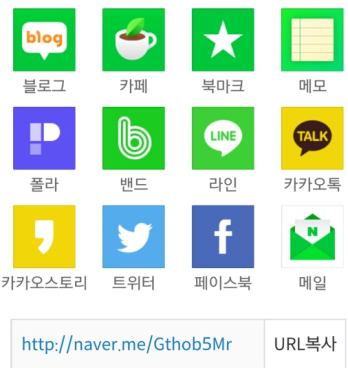 blog
블로그 카페 북마크 메모
LINE TALK
폴라 밴드 라인 카카오톡
N
카카오스토리 트위터 페이스북 메일
http://naver.me/Gthob5Mr URL복사